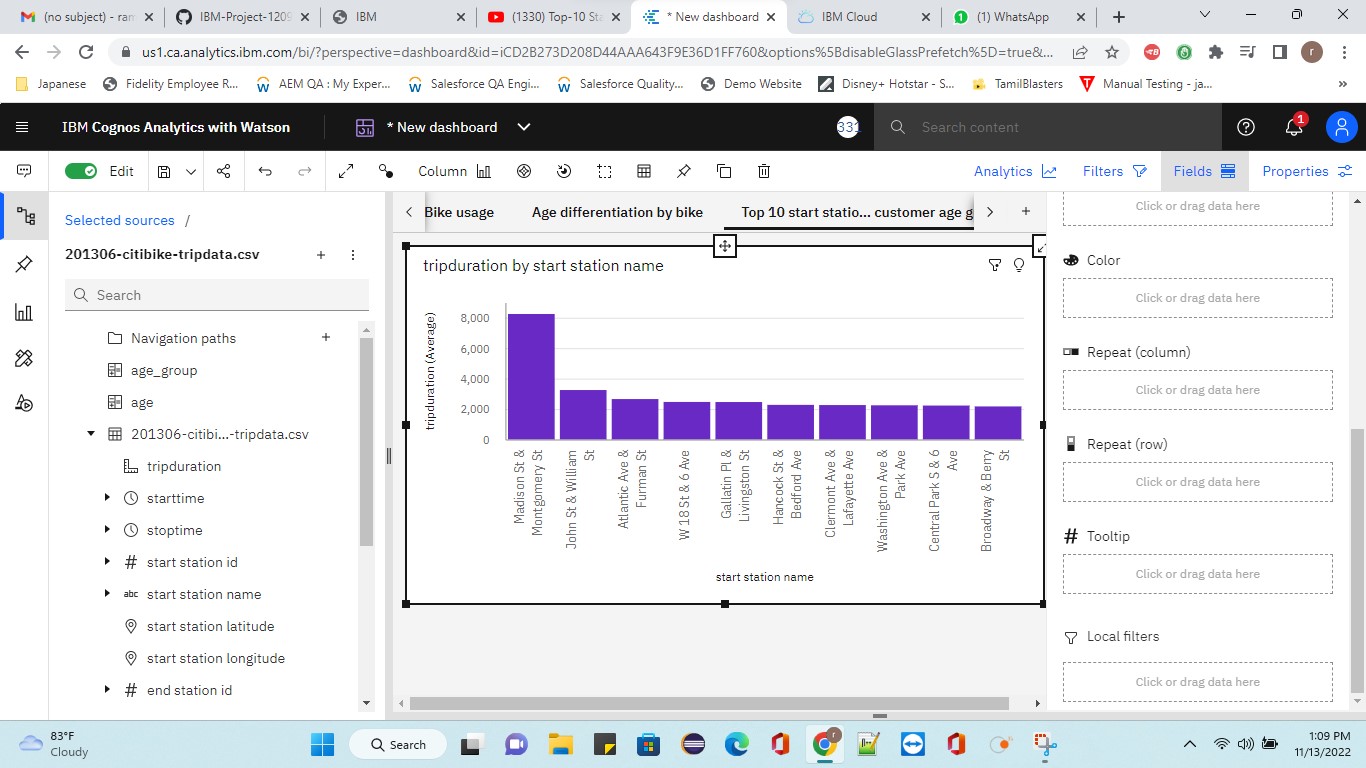 (no subject) - ran
IBM-Project-1209
IBM
(1330) Top-10 Sta
* New dashboard
IBM Cloud
(1) WhatsApp
us1.ca.analytics.ibm.com/bi/?perspective=dashboard&id=iCD2B273D208D44AAA643F9E36D1FF760&options%5BdisableGlassPrefetch%5D=true&...
r
Japanese
Fidelity Employee R...
AEM QA : My Exper...
Salesforce QA Engi...
Salesforce Quality...
Demo Website
Disney+ Hotstar - S...
TamilBlasters
Manual Testing - ja...
»
IBM Cognos Analytics with Watson
* New dashboard
331
Search content
1
Edit
Column
Analytics
Filters
Fields
Properties
Selected sources /
201306-citibike-tripdata.csv
Search
Navigation paths
age_group
age
201306-citibi...-tripdata.csv
tripduration
starttime
stoptime
# start station id
abc start station name
start station latitude
start station longitude
# end station id
Bike usage
Age differentiation by bike
Top 10 start statio... customer age g
tripduration by start station name
tripduration (Average)
8,000
6,000
4,000
2,000
0
Madison St &
Montgomery St
John St & William
St
Atlantic Ave &
Furman St
W 18 St & 6 Ave
Gallatin Pl &
Livingston St
Hancock St &
Bedford Ave
Clermont Ave &
Lafayette Ave
Washington Ave &
Park Ave
Central Park S & 6
Ave
Broadway & Berry
St
start station name
Click or drag data here
Color
Click or drag data here
Repeat (column)
Click or drag data here
Repeat (row)
Click or drag data here
# Tooltip
Click or drag data here
Local filters
Click or drag data here
83°F
Cloudy
Search
1:09 PM
11/13/2022